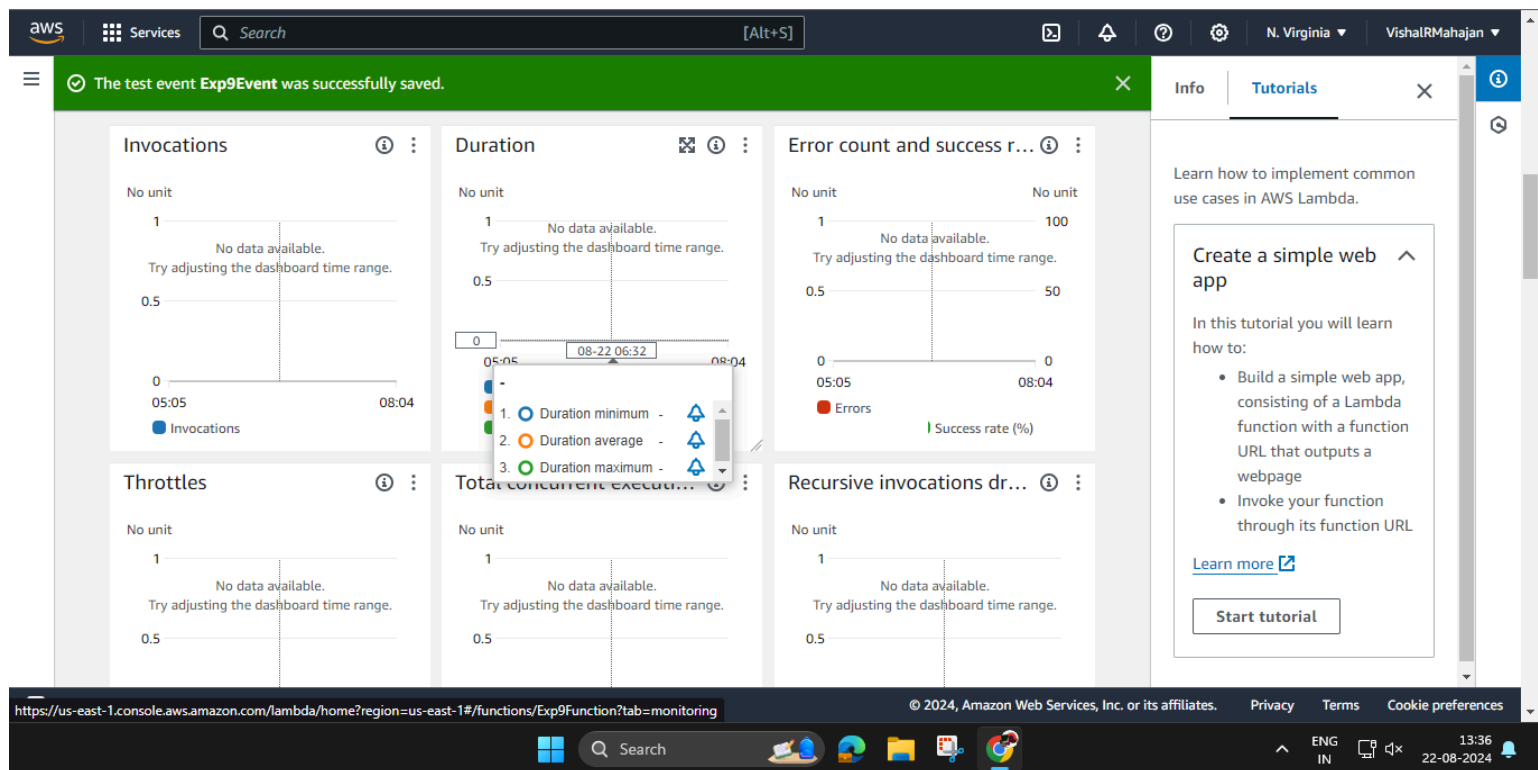 aws
Services
Search
[Alt+S]
N. Virginia ▼
VishalRMahajan ▼
The test event Exp9Event was successfully saved.
Info
Tutorials
Learn how to implement common
use cases in AWS Lambda.
Create a simple web
app
In this tutorial you will learn
how to:
• Build a simple web app,
consisting of a Lambda
function with a function
URL that outputs a
webpage
• Invoke your function
through its function URL
Learn more
Start tutorial
Invocations
No unit
1
No data available.
Try adjusting the dashboard time range.
0.5
0
05:05 08:04
Invocations
Duration
No unit
1
No data available.
Try adjusting the dashboard time range.
0.5
0
08-22 06:32
05:05 08:04
-
1. Duration minimum -
2. Duration average -
3. Duration maximum -
Error count and success r...
No unit No unit
1 100
No data available.
Try adjusting the dashboard time range.
0.5 50
0 0
05:05 08:04
Errors
Success rate (%)
Throttles
No unit
1
No data available.
Try adjusting the dashboard time range.
0.5
Total concurrent executi...
No unit
1
No data available.
Try adjusting the dashboard time range.
0.5
Recursive invocations dr...
No unit
1
No data available.
Try adjusting the dashboard time range.
0.5
https://us-east-1.console.aws.amazon.com/lambda/home?region=us-east-1#/functions/Exp9Function?tab=monitoring
© 2024, Amazon Web Services, Inc. or its affiliates.
Privacy
Terms
Cookie preferences
Search
ENG
IN
13:36
22-08-2024